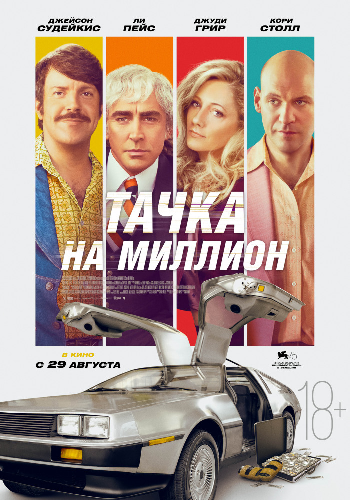 ДЖЕЙСОН
СУДЕЙКИС
ЛИ
ПЕЙС
ДЖУДИ
ГРИР
КОРИ
СТОЛЛ
ТАЧКА
НА МИЛЛИОН
В КИНО
С 29 АВГУСТА
18+